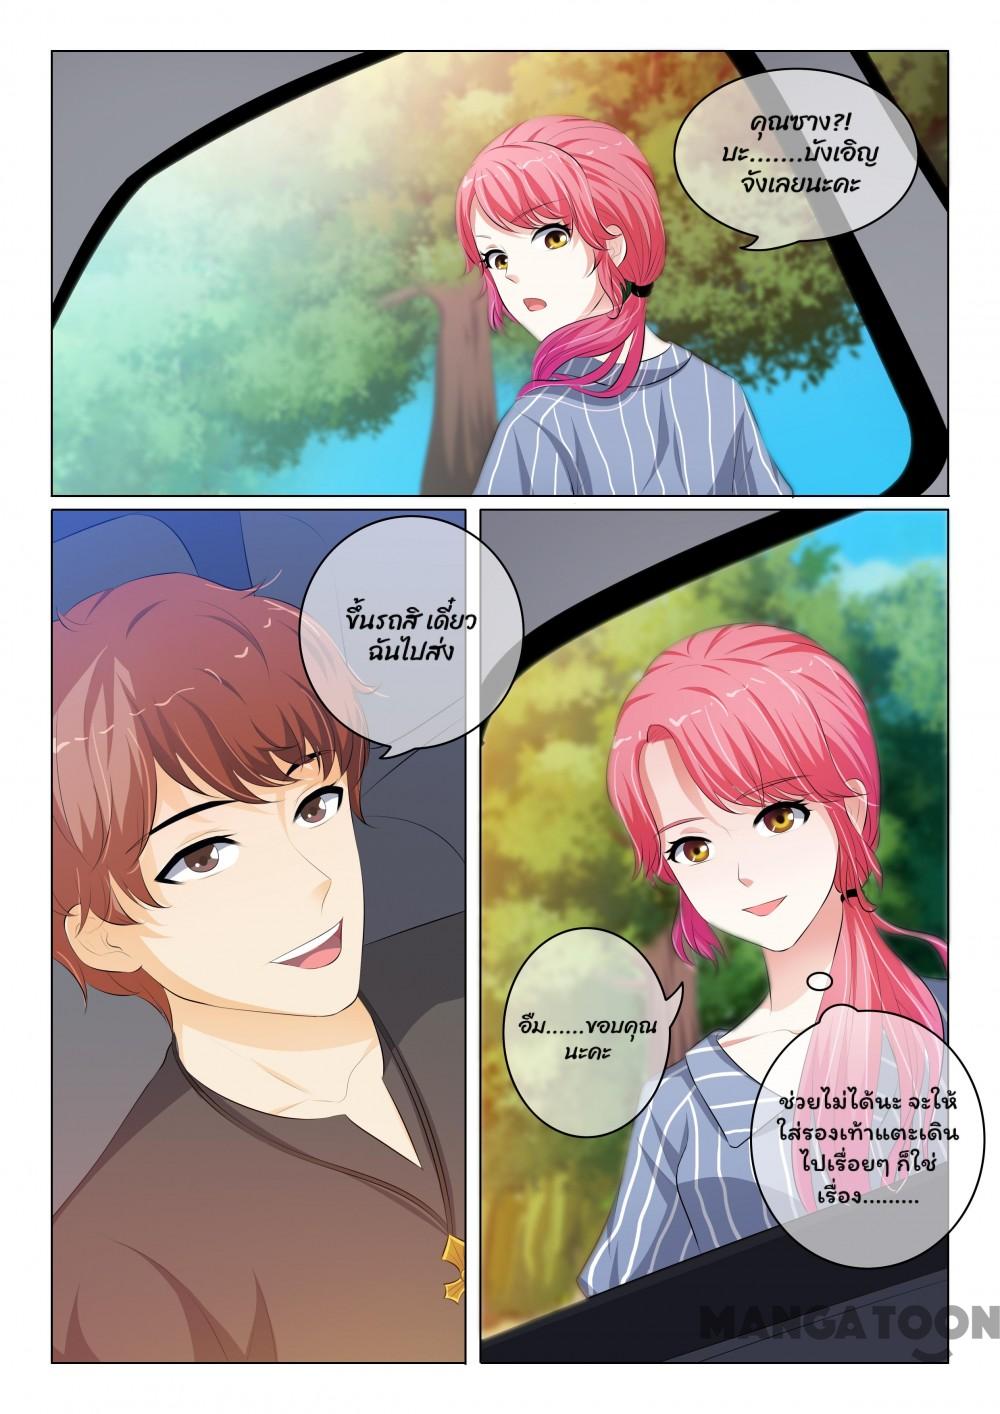 คุณซาง?!
บะ.......บังเอิญ
จังเลยนะคะ
ขึ้นรถสิ เดี๋ยว
ฉันไปส่ง
อืม......ขอบคุณ
นะคะ
ช่วยไม่ได้นะ จะให้
ใส่รองเท้าแตะเดิน
ไปเรื่อยๆ ก็ใช่
เรื่อง.........
MANGATOON